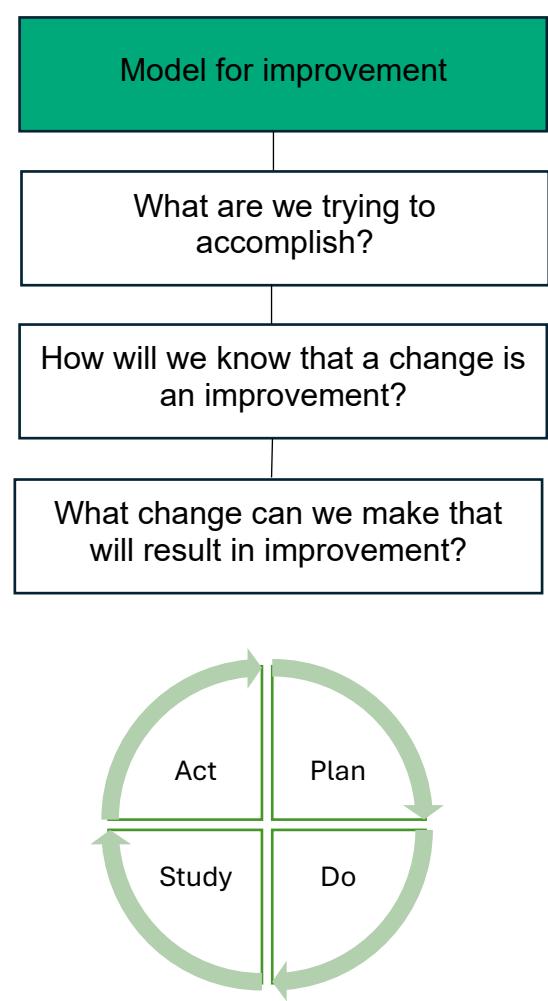 Model for improvement
What are we trying to
accomplish?
How will we know that a change is
an improvement?
What change can we make that
will result in improvement?
Act
Plan
Study
Do